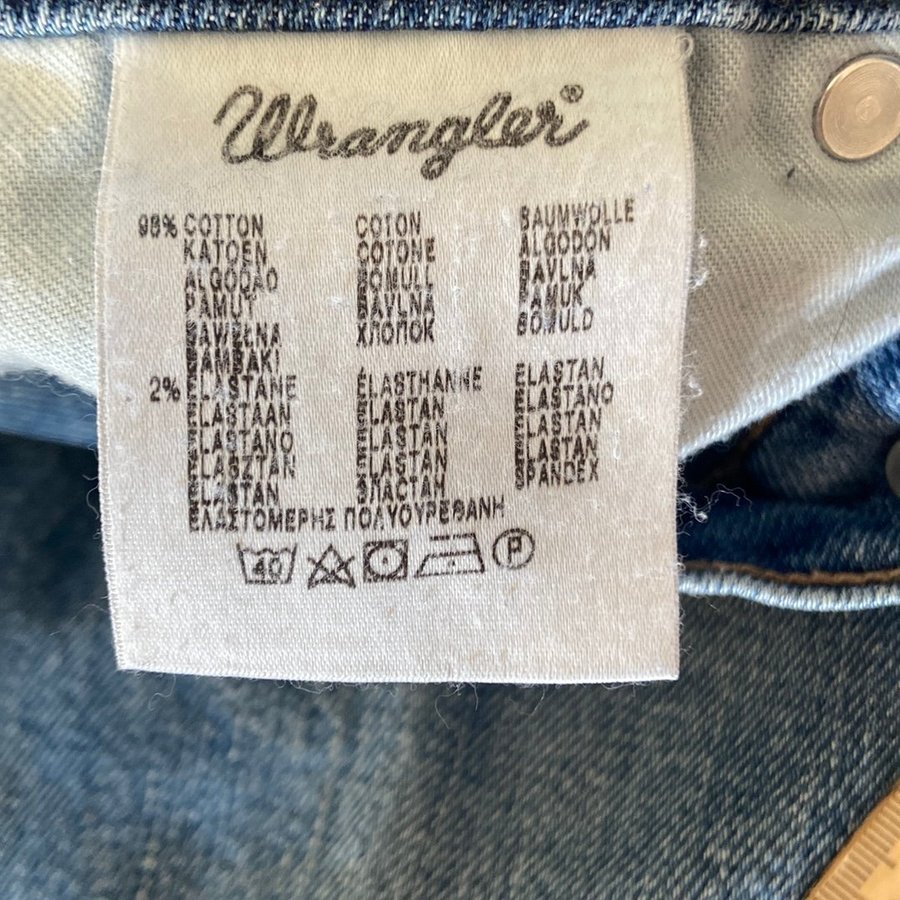 Wrangler®
98% COTTON COTON BAUMWOLLE
KATOEN COTONE ALGODÓN
ALGODAO BOMULL BAVLNA
PAMUT BAVLNA PAMUK
BAWEŁNA ХЛОПОК BOMULD
BAMBAKI
2% ELASTANE ÉLASTHANNE ELASTAN
ELASTAAN ELASTAN ELASTANO
ELASTANO ELASTAN ELASTAN
ELASZTAN ELASTAN ELASTAN
ELASTAN ЭЛАСТАН SPANDEX
ΕΛΑΣΤΟΜΕΡΗΣ ΠΟΛΥΟΥΡΕΘΑΝΗ
40 P